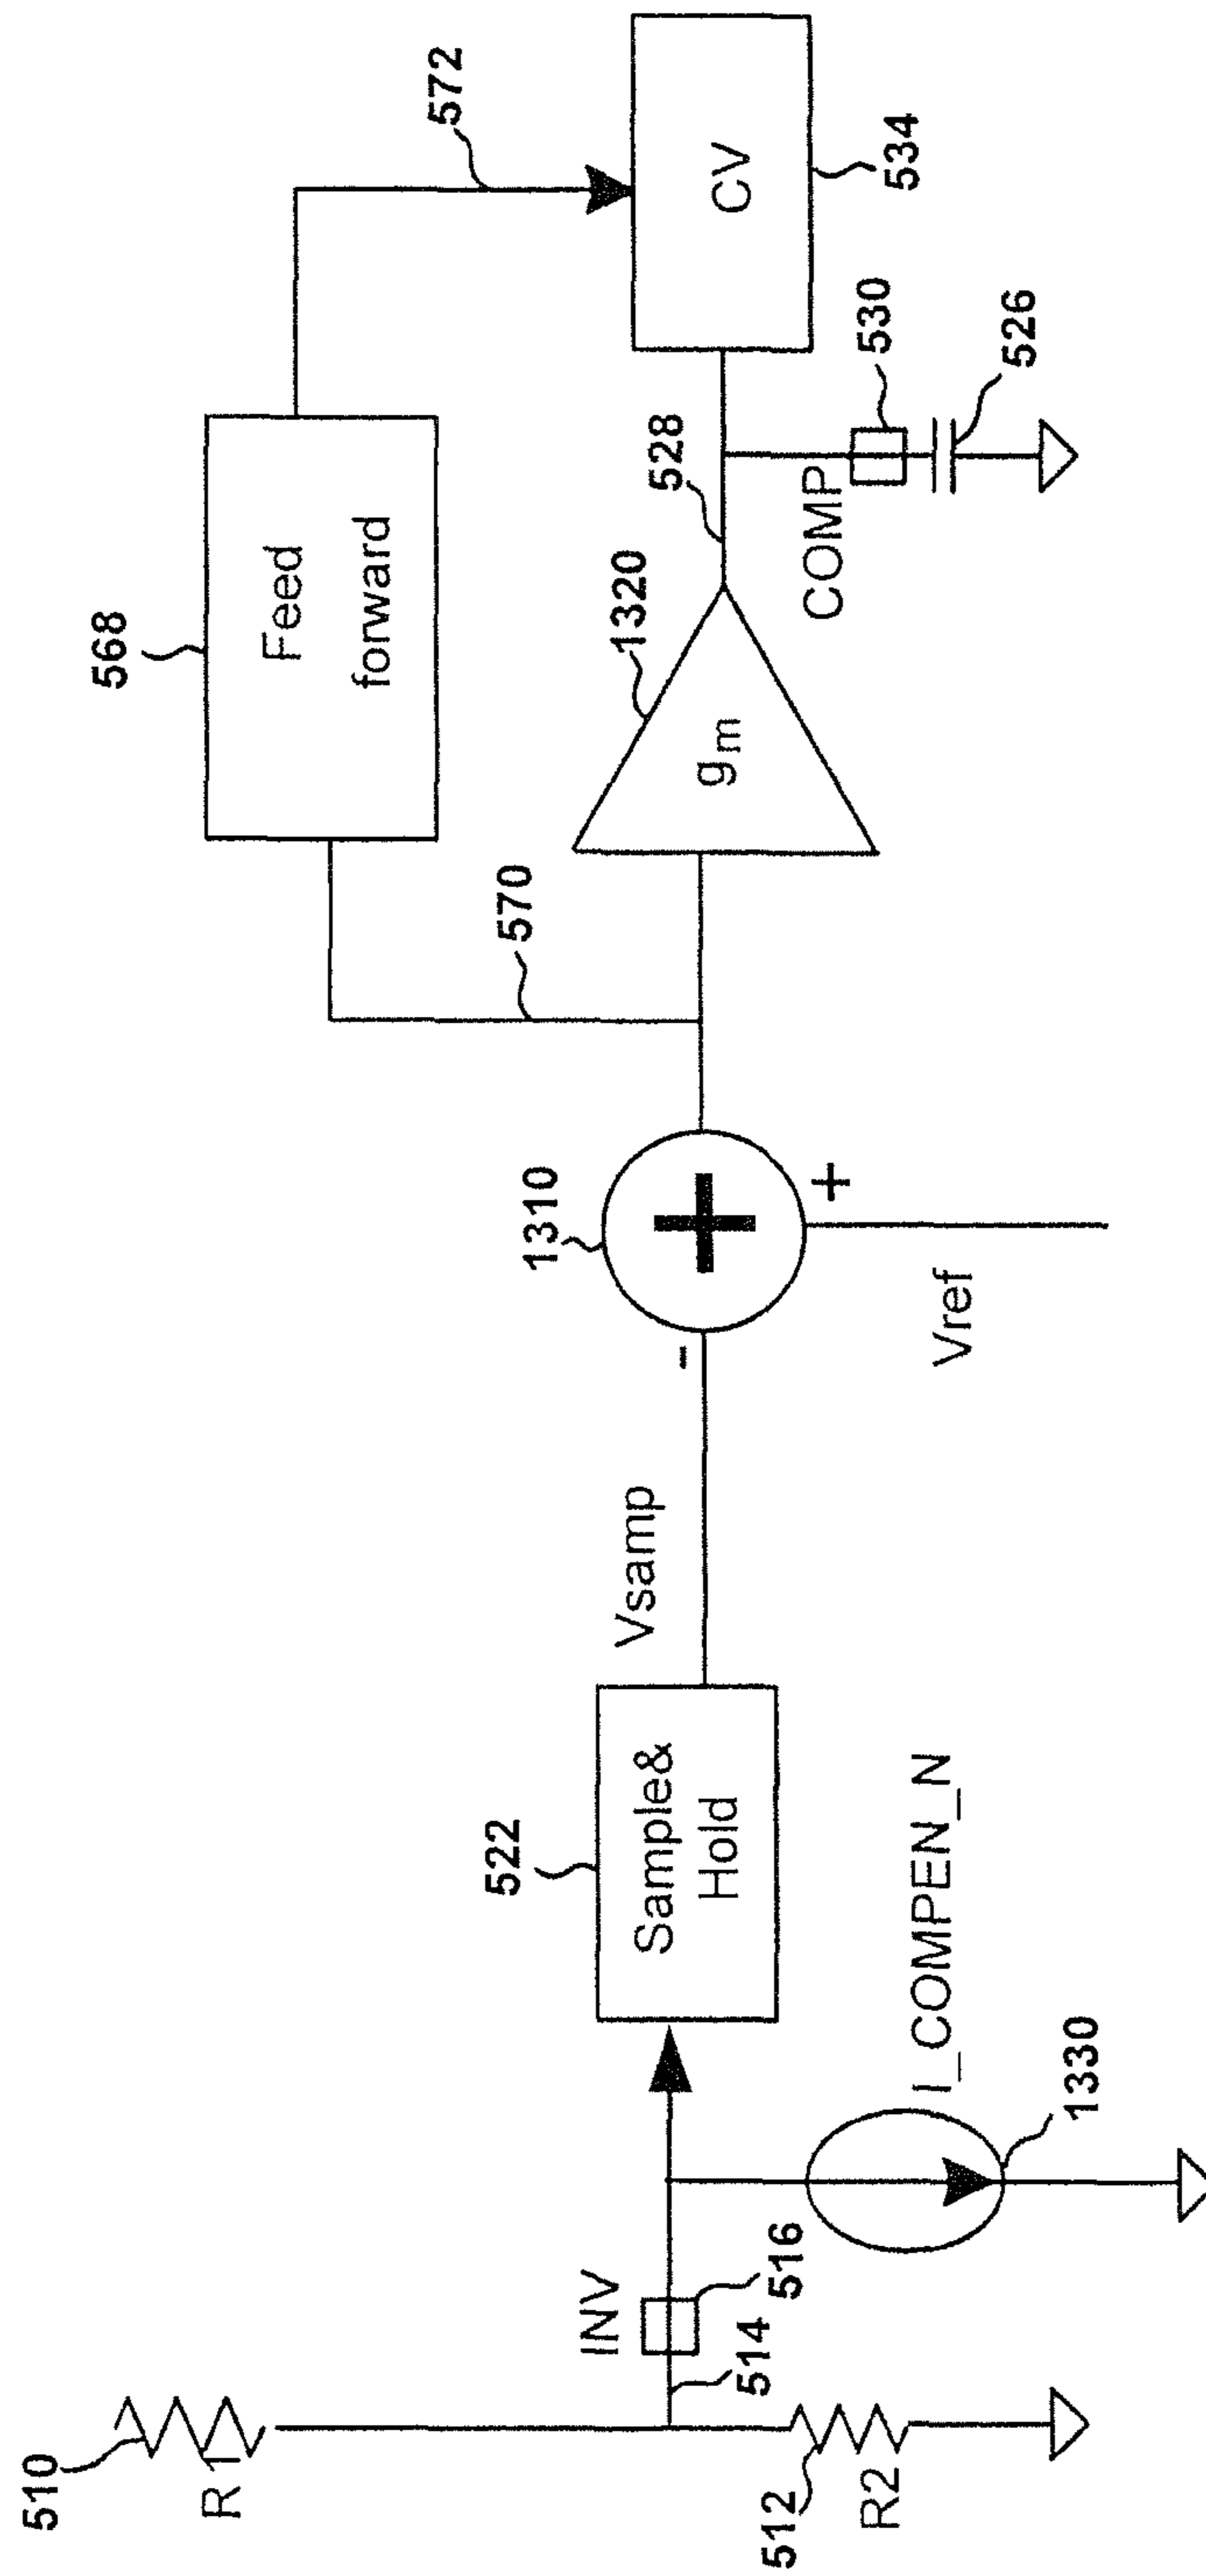 510
R1
512
R2
514
INV
516
1330
I_COMPEN_N
522
Sample&
Hold
Vsamp
-
1310
+
+
Vref
570
568
Feed
forward
1320
gm
528
COMP
530
526
572
CV
534